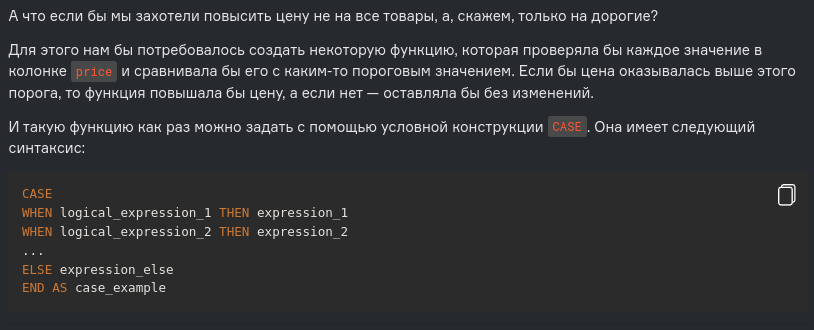 А что если бы мы захотели повысить цену не на все товары, а, скажем, только на дорогие?
Для этого нам бы потребовалось создать некоторую функцию, которая проверяла бы каждое значение в
колонке price и сравнивала бы его с каким-то пороговым значением. Если бы цена оказывалась выше этого
порога, то функция повышала бы цену, а если нет — оставляла бы без изменений.
И такую функцию как раз можно задать с помощью условной конструкции CASE. Она имеет следующий
синтаксис:
CASE
WHEN logical_expression_1 THEN expression_1
WHEN logical_expression_2 THEN expression_2
...
ELSE expression_else
END AS case_example